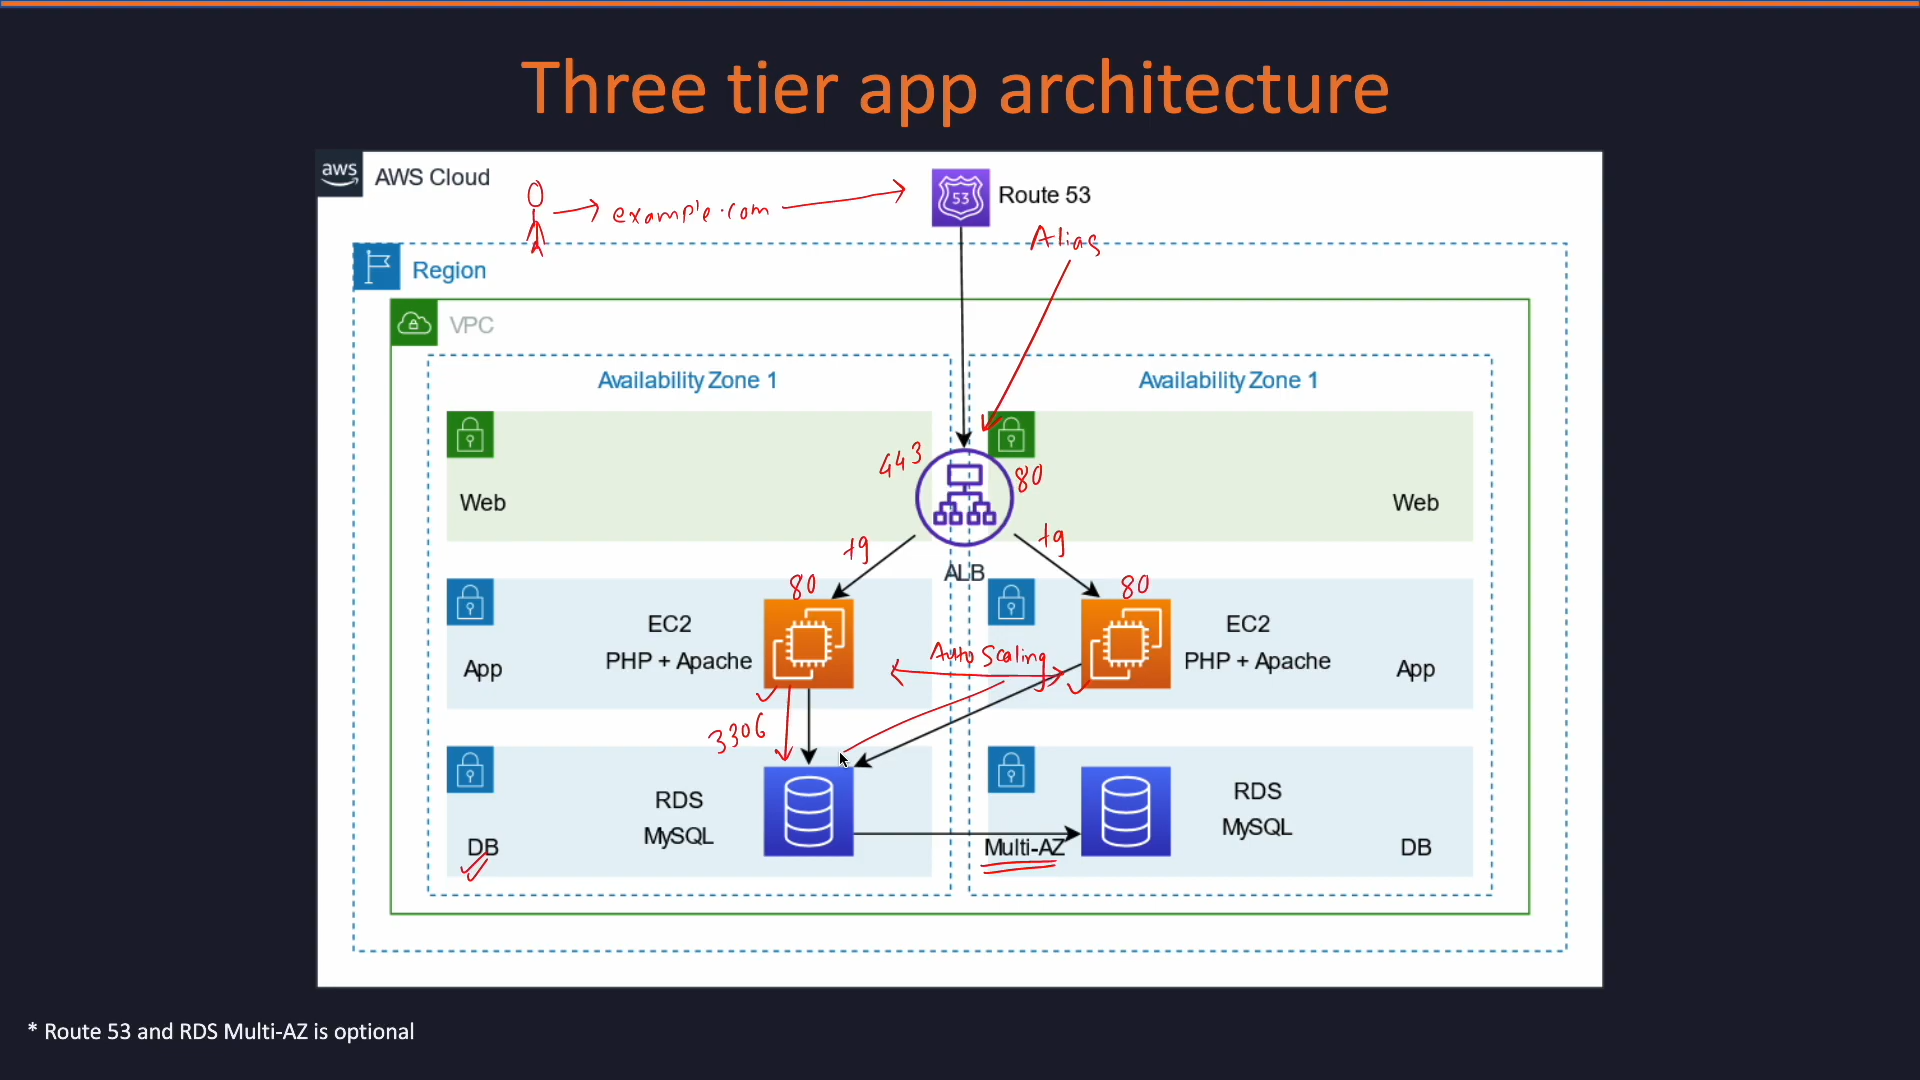 Three tier app architecture
aws
AWS Cloud
example.com
53
Route 53
Alias
Region
VPC
Availability Zone 1
Availability Zone 1
443
80
Web
Web
tg
tg
ALB
80
80
EC2
PHP + Apache
EC2
PHP + Apache
Auto Scaling
App
App
3306
RDS
MySQL
RDS
MySQL
DB
Multi-AZ
DB
* Route 53 and RDS Multi-AZ is optional